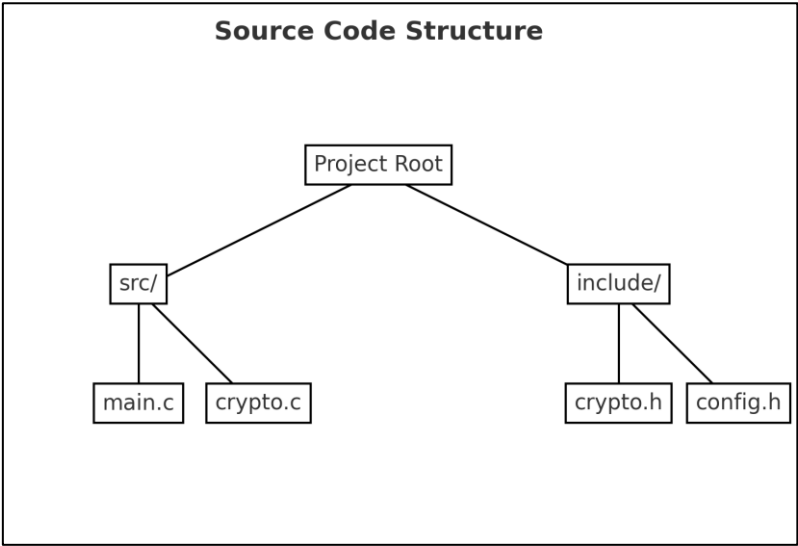 Source Code Structure
Project Root
src/
include/
main.c
crypto.c
crypto.h
config.h